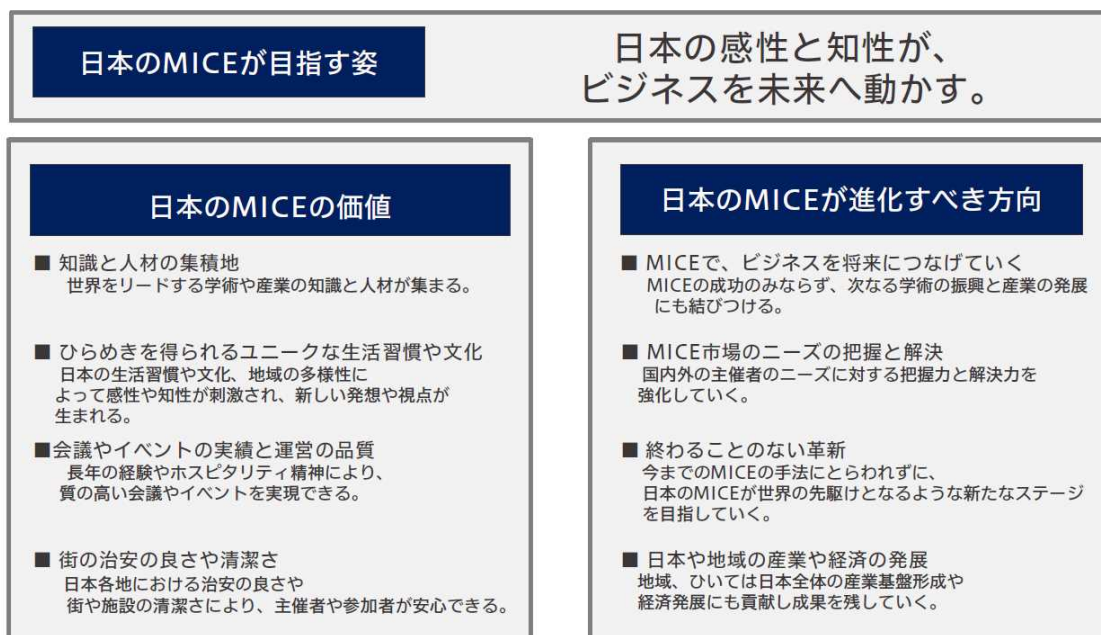 日本のMICEが目指す姿
日本の感性と知性が、
ビジネスを未来へ動かす。
日本のMICEの価値
■ 知識と人材の集積地
世界をリードする学術や産業の知識と人材が集まる。
■ ひらめきを得られるユニークな生活習慣や文化
日本の生活習慣や文化、地域の多様性に
よって感性や知性が刺激され、新しい発想や視点が
生まれる。
■会議やイベントの実績と運営の品質
長年の経験やホスピタリティ精神により、
質の高い会議やイベントを実現できる。
■ 街の治安の良さや清潔さ
日本各地における治安の良さや
街や施設の清潔さにより、主催者や参加者が安心できる。
日本のMICEが進化すべき方向
■ MICEで、ビジネスを将来につなげていく
MICEの成功のみならず、次なる学術の振興と産業の発展
にも結びつける。
■ MICE市場のニーズの把握と解決
国内外の主催者のニーズに対する把握力と解決力を
強化していく。
■ 終わることのない革新
今までのMICEの手法にとらわれずに、
日本のMICEが世界の先駆けとなるような新たなステージ
を目指していく。
■ 日本や地域の産業や経済の発展
地域、ひいては日本全体の産業基盤形成や
経済発展にも貢献し成果を残していく。